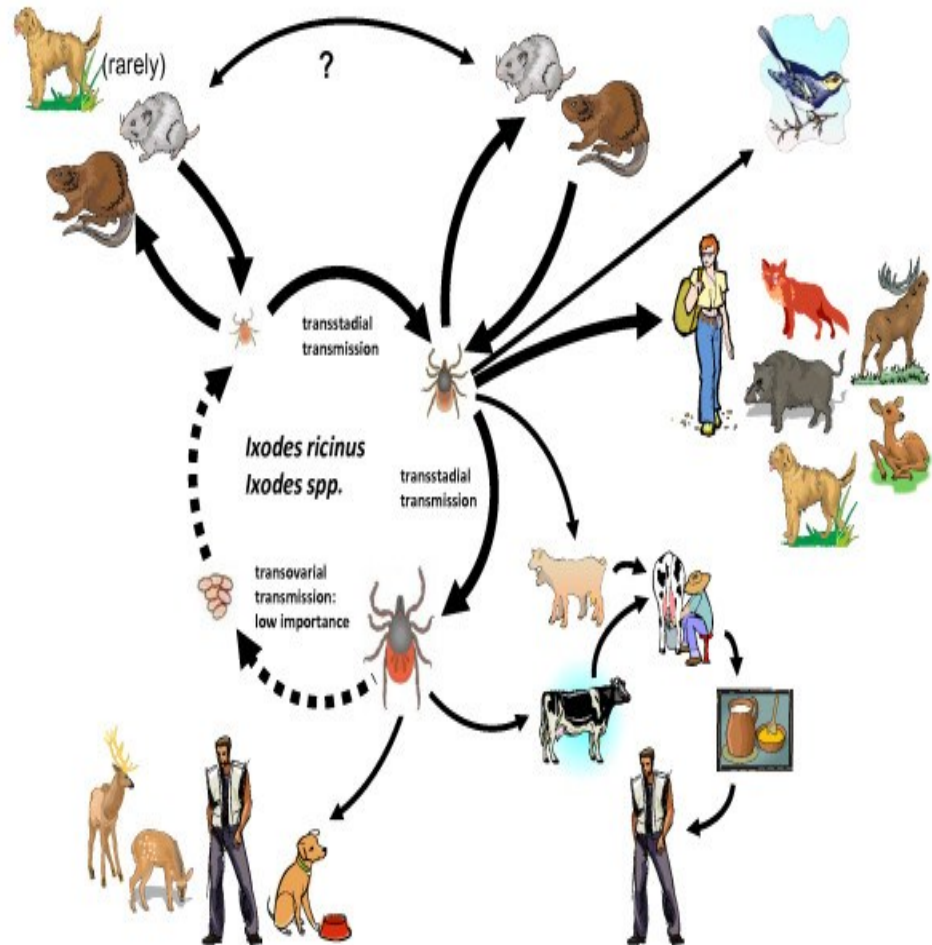 (rarely)
?
transstadial
transmission
Ixodes ricinus
Ixodes spp.
transstadial
transmission
transovarial
transmission:
low importance